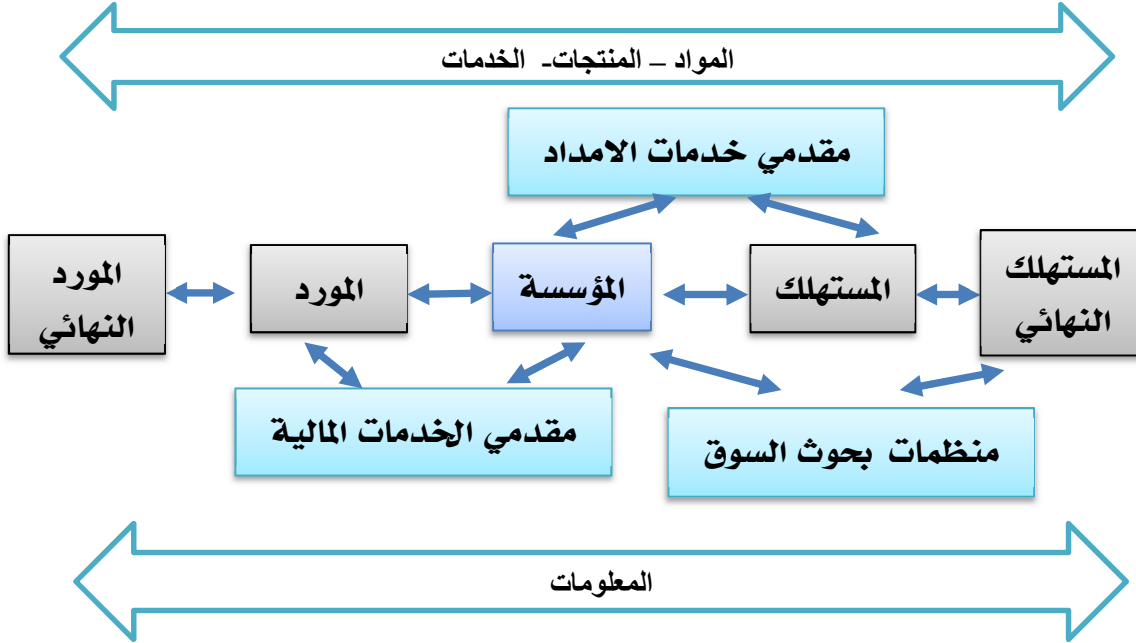 المواد – المنتجات- الخدمات
مقدمي خدمات الامداد
المستهلك
النهائي
المستهلك
المؤسسة
المورد
المورد
النهائي
مقدمي الخدمات المالية
منظمات بحوث السوق
المعلومات